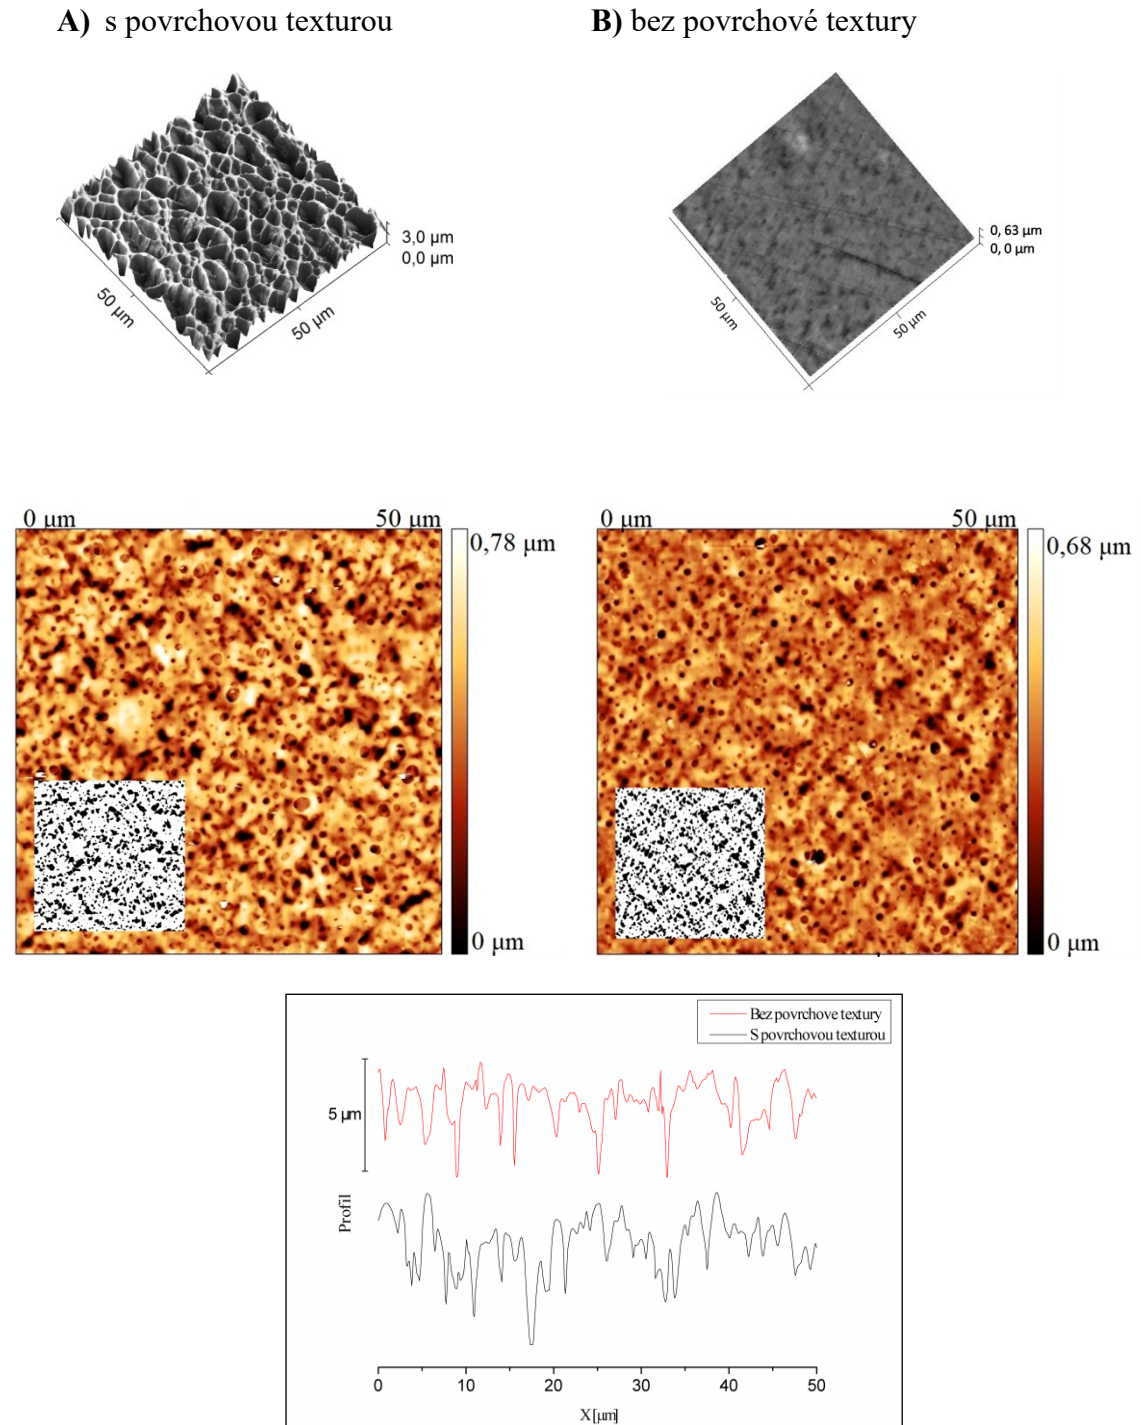 A) s povrchovou texturou
B) bez povrchové textury
3,0 µm
0,0 µm
50 µm
50 µm
0, 63 µm
0, 0 µm
50 µm
50 µm
0 µm
50 µm
0,78 µm
0 µm
0 µm
50 µm
0,68 µm
0 µm
Bez povrchove textury
S povrchovou texturou
5 µm
Profil
0
10
20
30
40
50
X [µm]